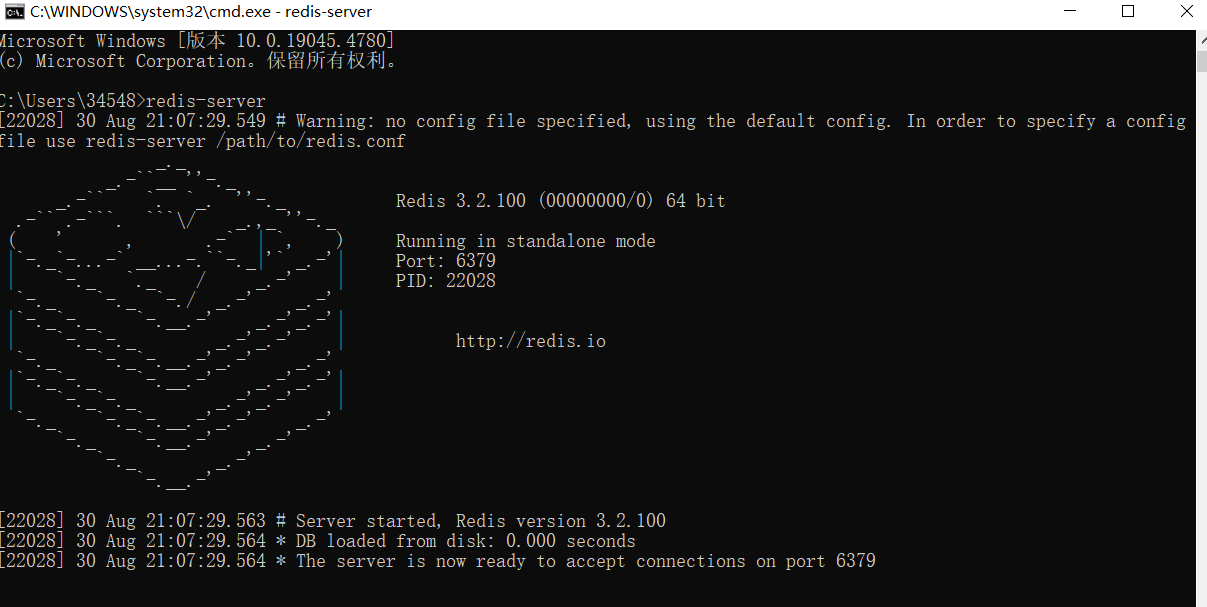 C:\WINDOWS\system32\cmd.exe - redis-server
Microsoft Windows [版本 10.0.19045.4780]
(c) Microsoft Corporation。保留所有权利。
C:\Users\34548>redis-server
[22028] 30 Aug 21:07:29.549 # Warning: no config file specified, using the default config. In order to specify a config
file use redis-server /path/to/redis.conf
Redis 3.2.100 (00000000/0) 64 bit
Running in standalone mode
Port: 6379
PID: 22028
http://redis.io
[22028] 30 Aug 21:07:29.563 # Server started, Redis version 3.2.100
[22028] 30 Aug 21:07:29.564 * DB loaded from disk: 0.000 seconds
[22028] 30 Aug 21:07:29.564 * The server is now ready to accept connections on port 6379